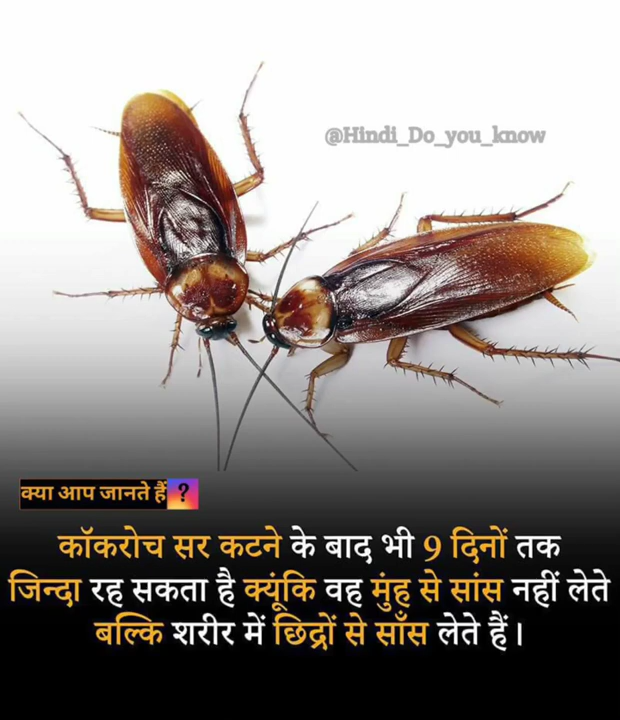 @Hindi_Do_you_know
क्या आप जानते हैं ?
कॉकरोच सर कटने के बाद भी 9 दिनों तक
जिन्दा रह सकता है क्युंकि वह मुंह से सांस नहीं लेते
बल्कि शरीर में छिद्रों से साँस लेते हैं।